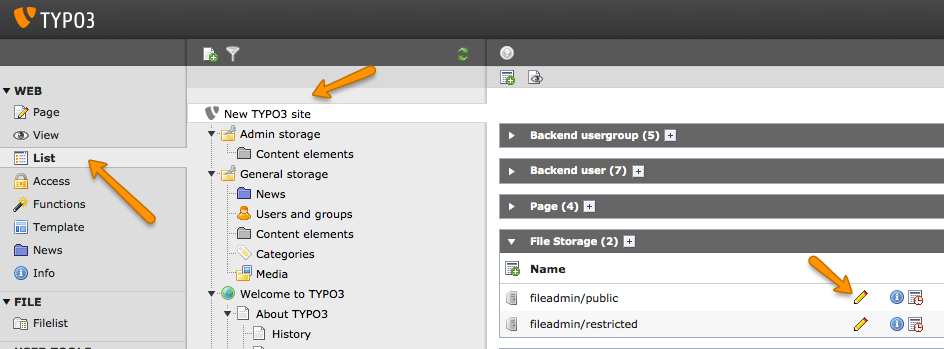 TYPO3
WEB
Page
View
List
Access
Functions
Template
News
Info
FILE
Filelist
New TYPO3 site
Admin storage
Content elements
General storage
News
Users and groups
Content elements
Categories
Media
Welcome to TYPO3
About TYPO3
History
Backend usergroup (5)
Backend user (7)
Page (4)
File Storage (2)
Name
fileadmin/public
fileadmin/restricted